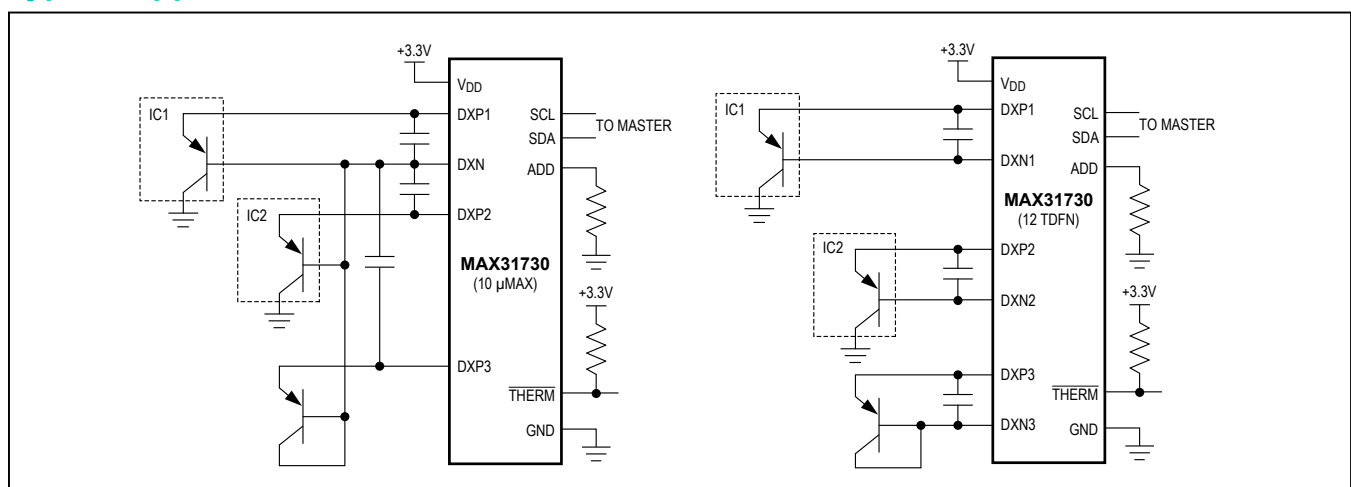 +3.3V
VDD
IC1
DXP1
SCL
TO MASTER
SDA
DXN
ADD
IC2
DXP2
MAX31730
(10 µMAX)
+3.3V
DXP3
THERM
GND
+3.3V
VDD
IC1
DXP1
SCL
TO MASTER
SDA
DXN1
ADD
MAX31730
(12 TDFN)
IC2
DXP2
DXN2
+3.3V
DXP3
THERM
DXN3
GND